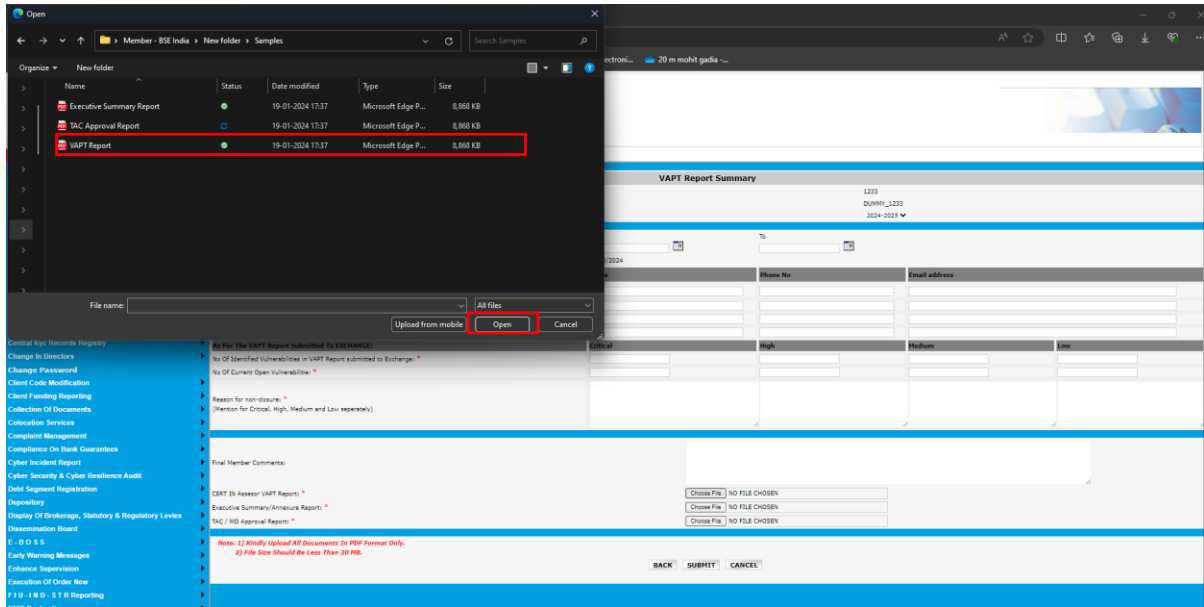 Open
Member - BSE India > New folder > Samples
Search Samples
Organize New folder
Name Status Date modified Type Size
Executive Summary Report 19-01-2024 17:37 Microsoft Edge P... 8,868 KB
TAC Approval Report 19-01-2024 17:37 Microsoft Edge P... 8,868 KB
VAPT Report 19-01-2024 17:37 Microsoft Edge P... 8,868 KB
File name: All files
Upload from mobile Open Cancel
ectroni... 20 m mohit gadia -...
VAPT Report Summary
1233
DUMMY_1233
2024-2025
To
/2024
Phone No Email address
Central Kyc Records Registry
Change In Directors
Change Password
Client Code Modification
Client Funding Reporting
Collection Of Documents
Colocation Services
Complaint Management
Compliance On Bank Guarantees
Cyber Incident Report
Cyber Security & Cyber Resilience Audit
Debt Segment Registration
Depository
Display Of Brokerage, Statutory & Regulatory Levies
Dissemination Board
E - B O S S
Early Warning Messages
Enhance Supervision
Execution Of Order New
F I U - I N D - S T R Reporting
As Per The VAPT Report Submitted To EXCHANGE: Critical High Medium Low
No Of Identified Vulnerabilities in VAPT Report submitted to Exchange: *
No Of Current Open Vulnerabilitie: *
Reason for non-closure: *
(Mention for Critical, High, Medium and Low seperately)
Final Member Comments:
CERT IN Assessor VAPT Report: * Choose File NO FILE CHOSEN
Executive Summary/Annexure Report: * Choose File NO FILE CHOSEN
TAC / MD Approval Report: * Choose File NO FILE CHOSEN
Note: 1) Kindly Upload All Documents In PDF Format Only.
2) File Size Should Be Less Than 30 MB.
BACK SUBMIT CANCEL